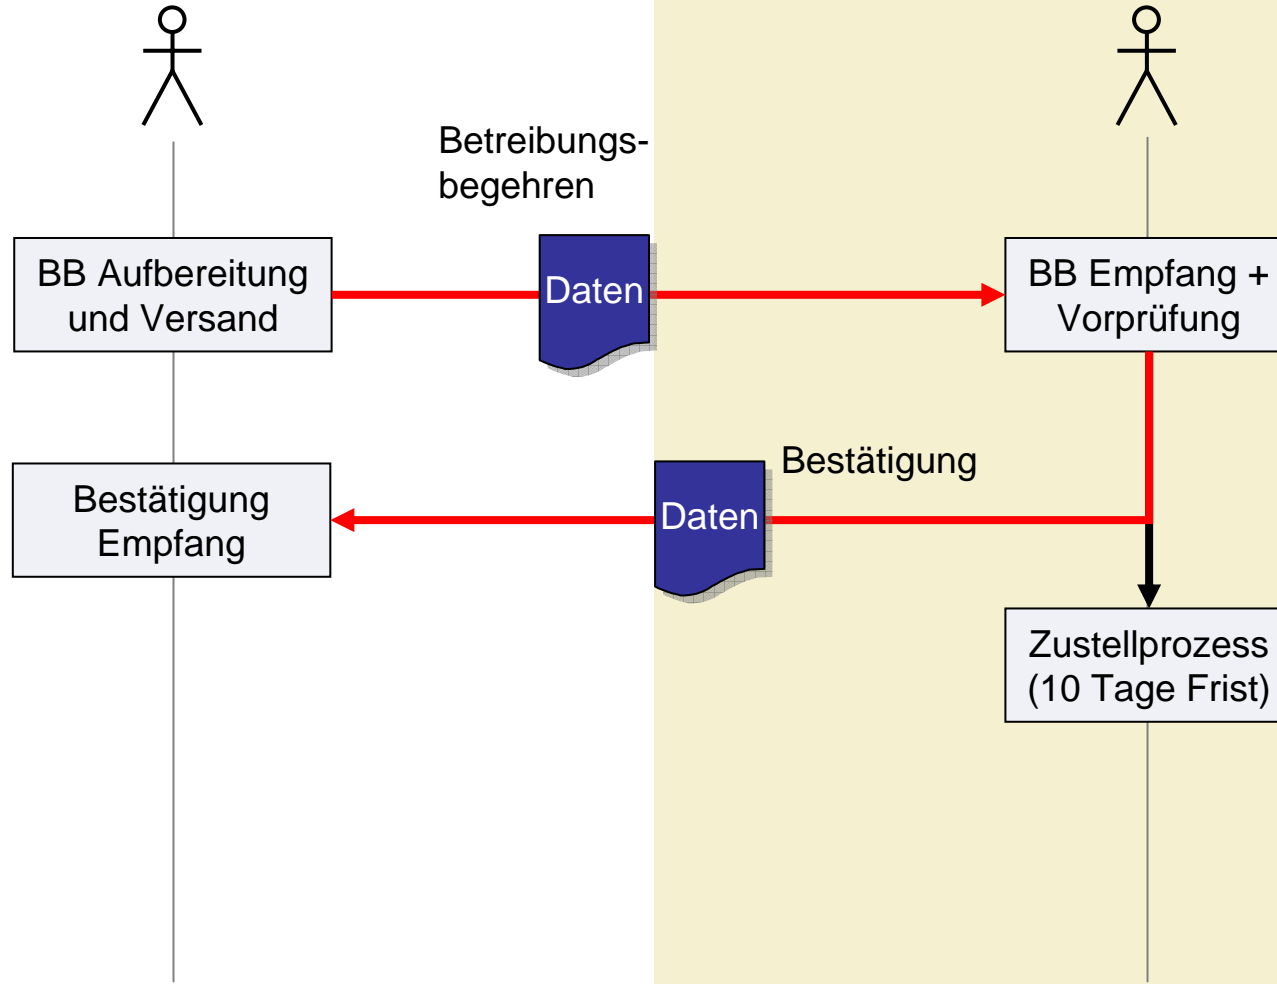 Betreibungs-
begehren
BB Aufbereitung
und Versand
Daten
BB Empfang +
Vorprüfung
Bestätigung
Bestätigung
Empfang
Daten
Zustellprozess
(10 Tage Frist)